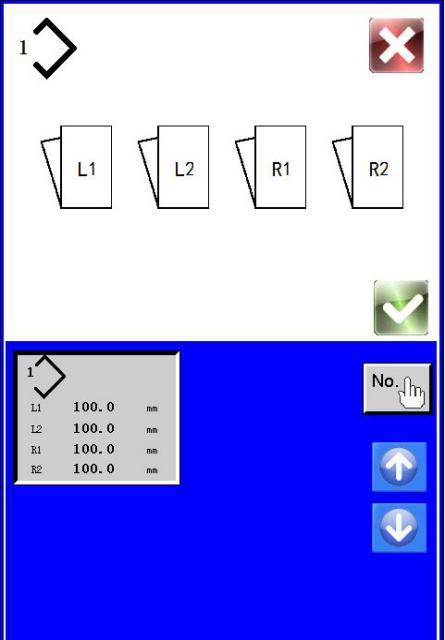 1
L1 L2 R1 R2
1
L1 100.0 mm
L2 100.0 mm
R1 100.0 mm
R2 100.0 mm
No.